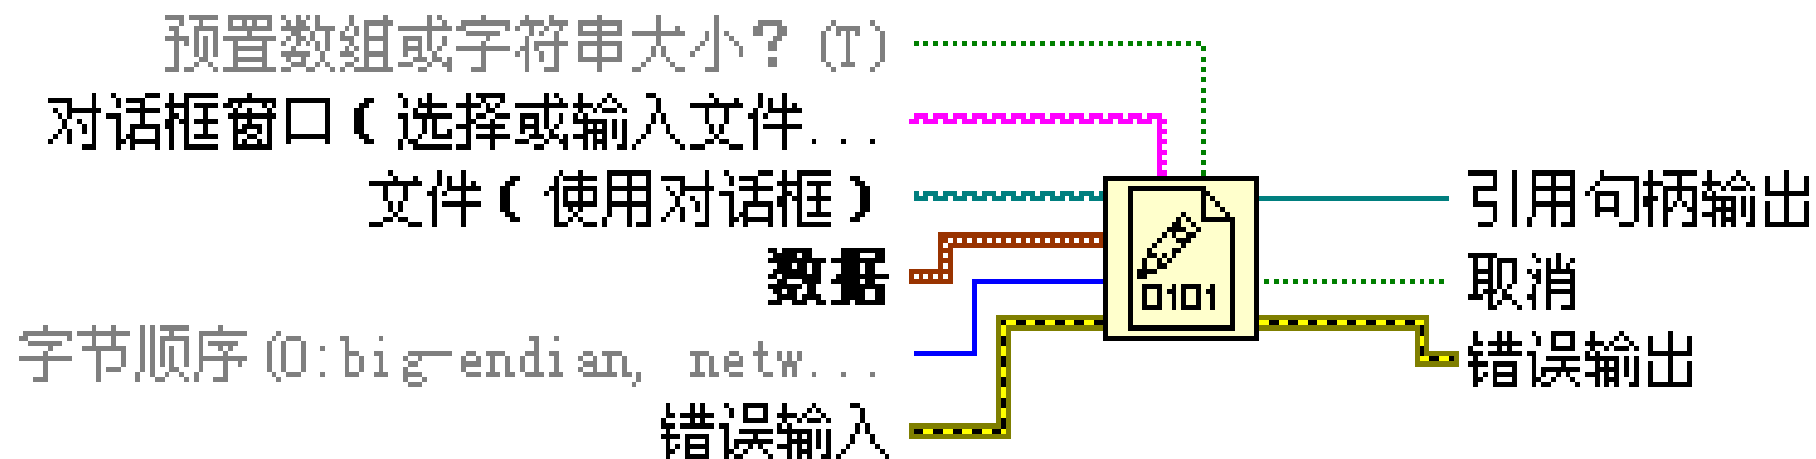 预置数组或字符串大小？(T)
对话框窗口(选择或输入文件...
文件(使用对话框)
数据
字节顺序(0:big-endian, netw...
错误输入
0101
引用句柄输出
取消
错误输出